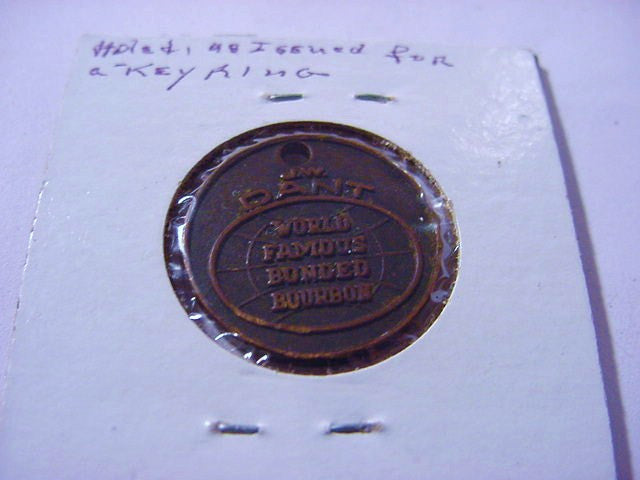 Holed, as Issued for
a Key Ring
J.W.
DANT
WORLD
FAMOUS
BONDED
BOURBON